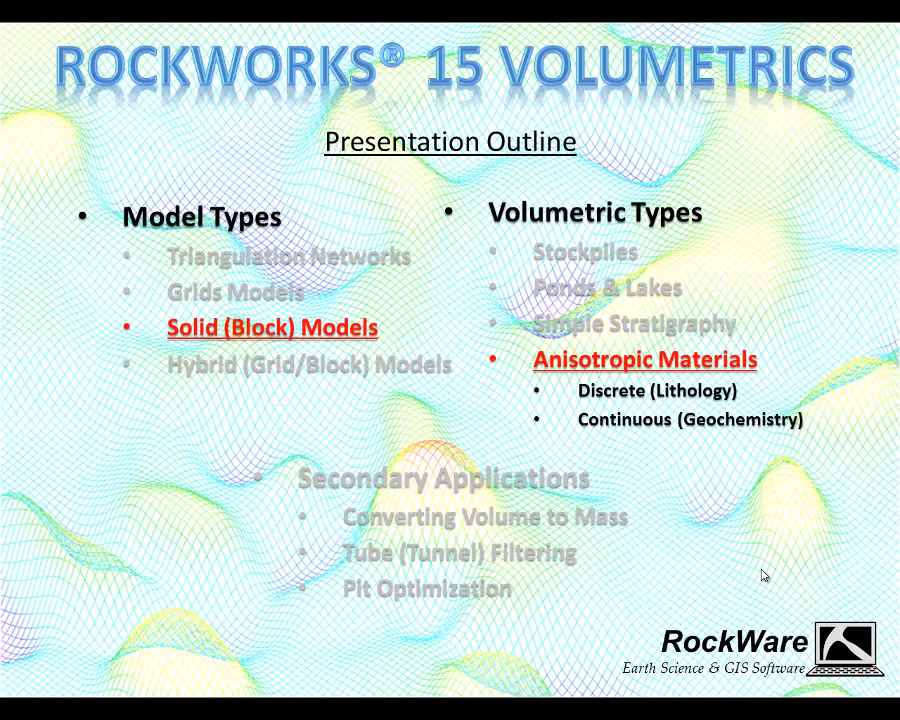 ROCKWORKS® 15 VOLUMETRICS
Presentation Outline
• Model Types
• Triangulation Networks
• Grids Models
• Solid (Block) Models
• Hybrid (Grid/Block) Models
• Volumetric Types
• Stockpiles
• Ponds & Lakes
• Simple Stratigraphy
• Anisotropic Materials
• Discrete (Lithology)
• Continuous (Geochemistry)
• Secondary Applications
• Converting Volume to Mass
• Tube (Tunnel) Filtering
• Pit Optimization
RockWare
Earth Science & GIS Software